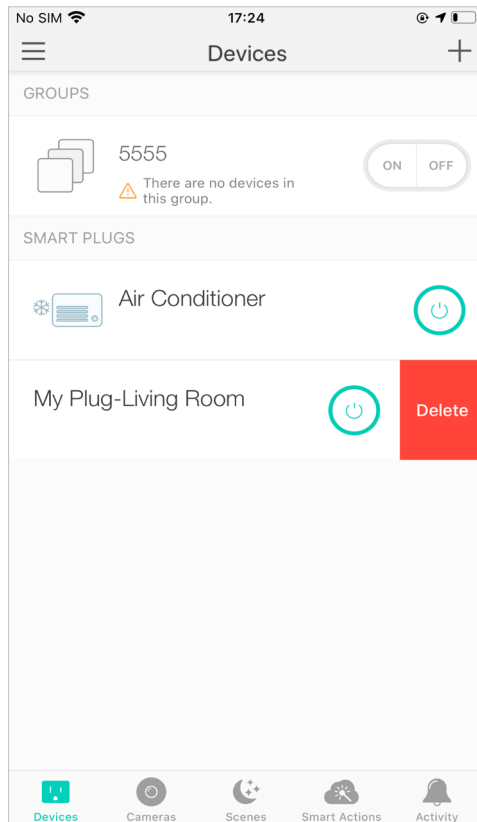 No SIM 17:24
Devices
GROUPS
5555
There are no devices in
this group.
ON OFF
SMART PLUGS
Air Conditioner
My Plug-Living Room
Delete
Devices Cameras Scenes Smart Actions Activity